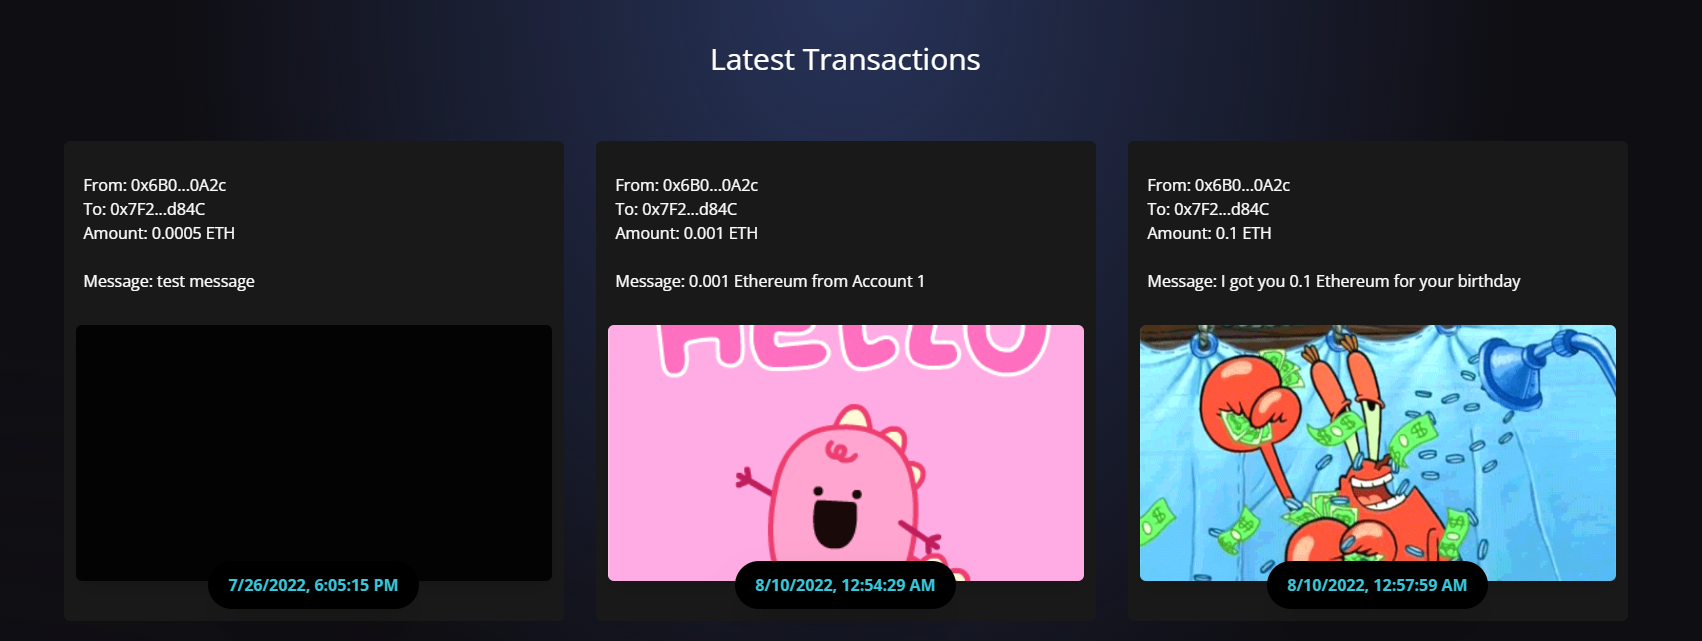 Latest Transactions
From: 0x6B0...0A2c
To: 0x7F2...d84C
Amount: 0.0005 ETH
Message: test message
7/26/2022, 6:05:15 PM
From: 0x6B0...0A2c
To: 0x7F2...d84C
Amount: 0.001 ETH
Message: 0.001 Ethereum from Account 1
HELLO
8/10/2022, 12:54:29 AM
From: 0x6B0...0A2c
To: 0x7F2...d84C
Amount: 0.1 ETH
Message: I got you 0.1 Ethereum for your birthday
8/10/2022, 12:57:59 AM